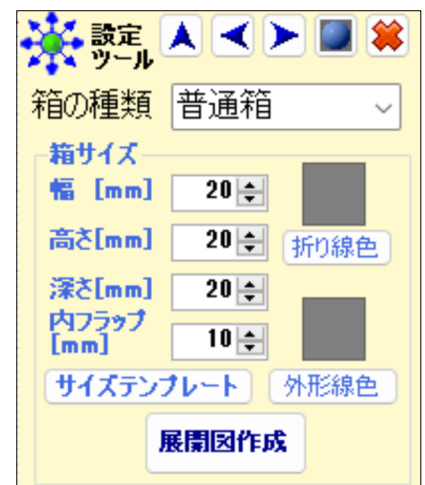 設定
ツール
箱の種類 普通箱
箱サイズ
幅 [mm] 20
高さ[mm] 20
折り線色
深さ[mm] 20
内フラップ
[mm] 10
サイズテンプレート 外形線色
展開図作成